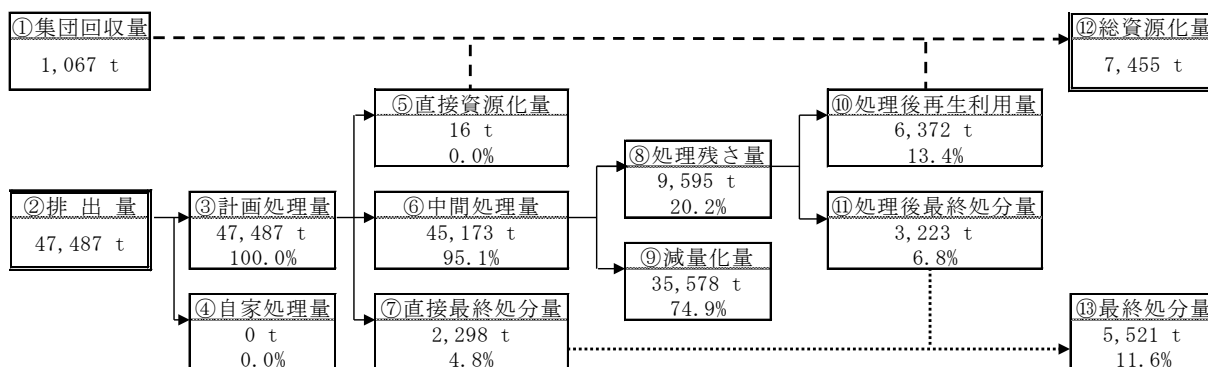 ①集団回収量
1,067 t
⑫総資源化量
7,455 t
⑤直接資源化量
16 t
0.0%
⑩処理後再生利用量
6,372 t
13.4%
⑧処理残さ量
9,595 t
20.2%
②排 出 量
47,487 t
③計画処理量
47,487 t
100.0%
⑥中間処理量
45,173 t
95.1%
⑪処理後最終処分量
3,223 t
6.8%
⑨減量化量
35,578 t
74.9%
④自家処理量
0 t
0.0%
⑦直接最終処分量
2,298 t
4.8%
⑬最終処分量
5,521 t
11.6%